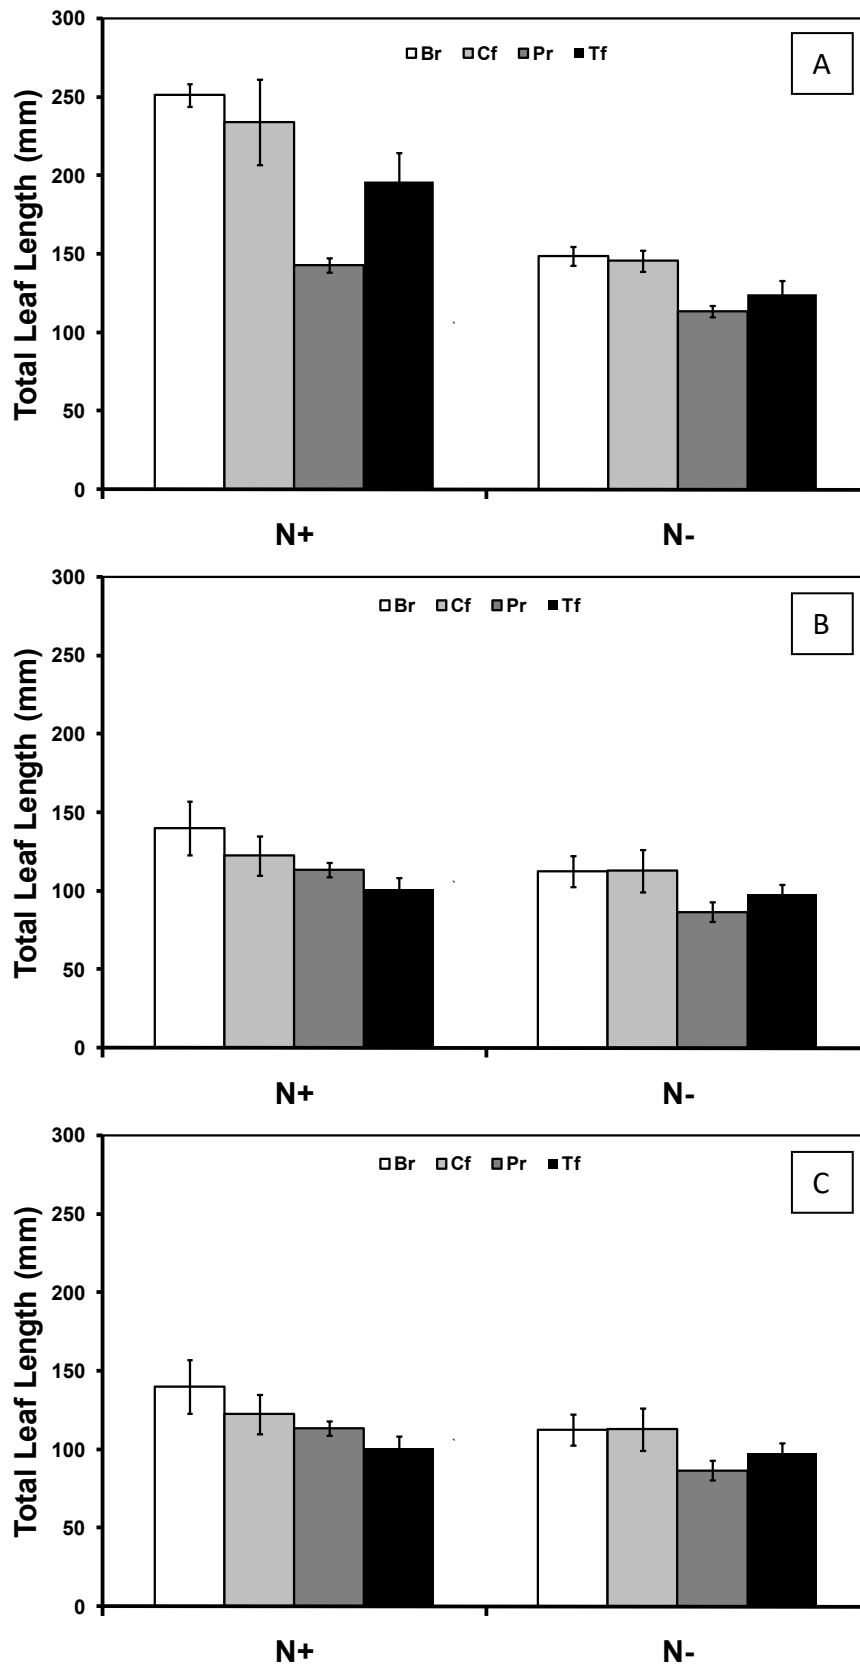 300
Br Cf Pr Tf
A
250
200
150
100
50
0
Total Leaf Length (mm)
N+ N-
300
Br Cf Pr Tf
B
250
200
150
100
50
0
Total Leaf Length (mm)
N+ N-
300
Br Cf Pr Tf
C
250
200
150
100
50
0
Total Leaf Length (mm)
N+ N-